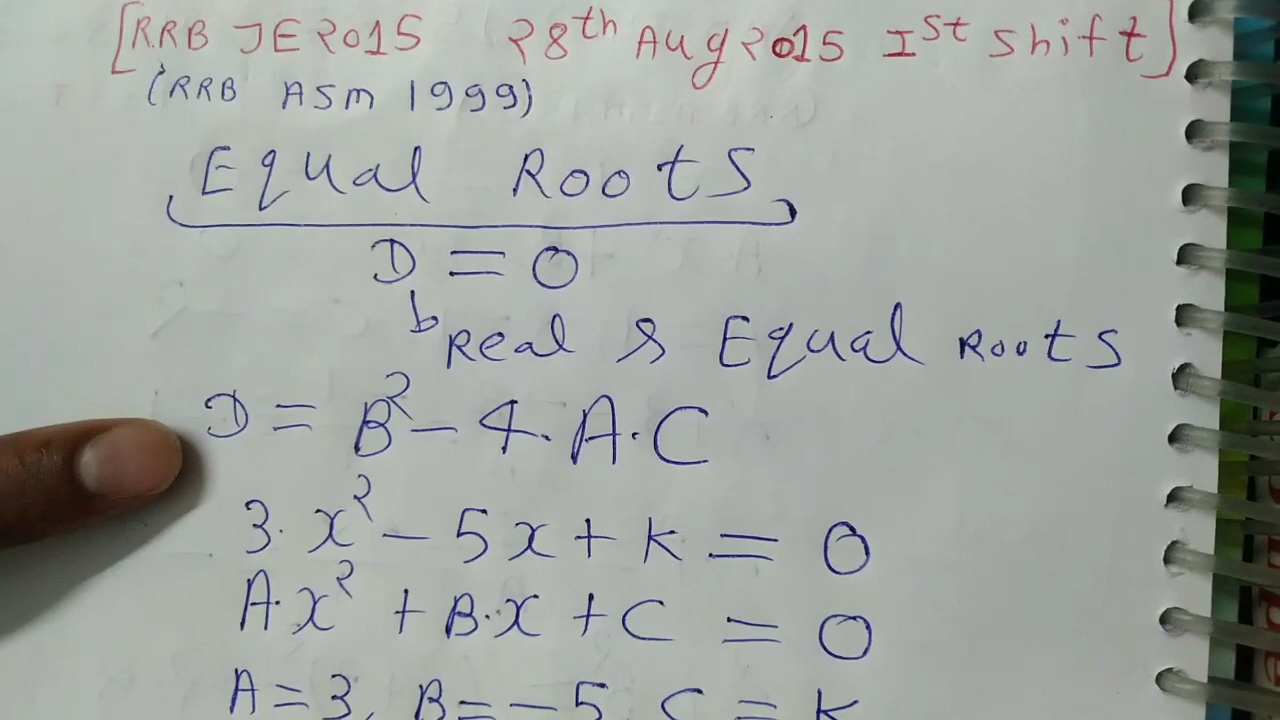 [RRB JE 2015 28th Aug 2015 Ist shift]
(RRB ASM 1999)
Equal Roots
D = 0
Real & Equal Roots
D = B² - 4.A.C
3.x² - 5x + K = 0
A.x² + B.x + C = 0
A = 3, B = -5, C = K